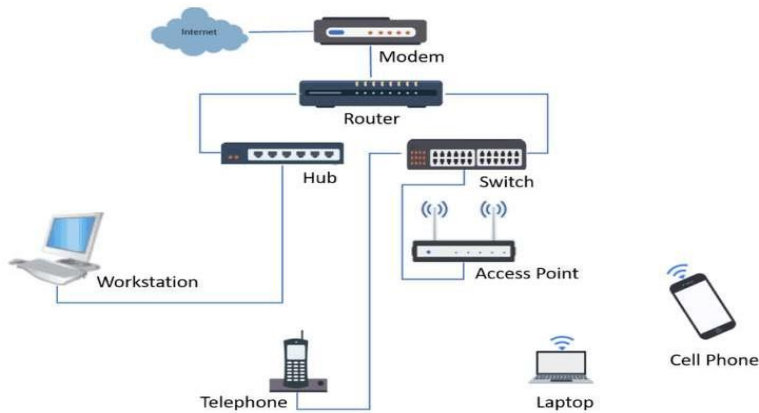 Internet
Modem
Router
Hub
Switch
Access Point
Workstation
Cell Phone
Telephone
Laptop